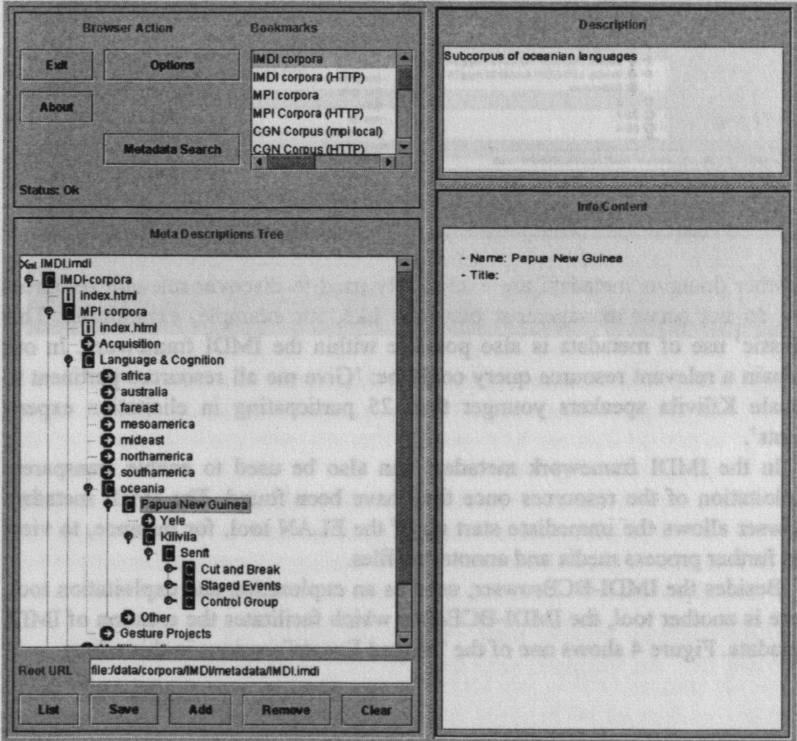 Browser Action
Bookmarks
Exit
Options
About
Metadata Search
Status: Ok
IMDI corpora
IMDI corpora (HTTP)
MPI corpora
MPI Corpora (HTTP)
CGN Corpus (mpi local)
CGN Corpus (HTTP)
Description
Subcorpus of oceanian languages
Meta Descriptions Tree
IMDI.imdi
C IMDI-corpora
I index.html
C MPI corpora
I index.html
Acquisition
C Language & Cognition
africa
australia
fareast
mesoamerica
mideast
northamerica
southamerica
C oceania
C Papua New Guinea
Yele
C Kilivila
C Senft
C Cut and Break
C Staged Events
C Control Group
Other
Gesture Projects
Root URL file:/data/corpora/IMDI/metadata/IMDI.imdi
List
Save
Add
Remove
Clear
Info/Content
- Name: Papua New Guinea
- Title: